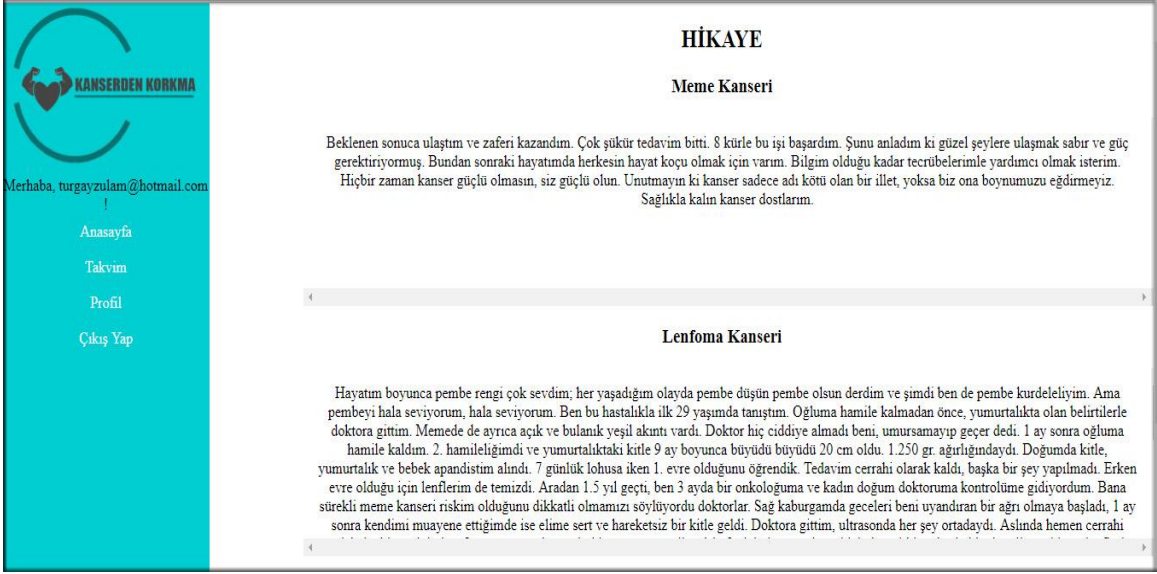 KANSERDEN KORKMA
Merhaba, turgayzulam@hotmail.com
!
Anasayfa
Takvim
Profil
Çıkış Yap
HİKAYE
Meme Kanseri
Beklenen sonuca ulaştım ve zaferi kazandım. Çok şükür tedavim bitti. 8 kürle bu işi başardım. Şunu anladım ki güzel şeylere ulaşmak sabır ve güç
gerektiriyormuş. Bundan sonraki hayatımda herkesin hayat koçu olmak için varım. Bilgim olduğu kadar tecrübelerimle yardımcı olmak isterim.
Hiçbir zaman kanser güçlü olmasın, siz güçlü olun. Unutmayın ki kanser sadece adı kötü olan bir illet, yoksa biz ona boynumuzu eğdirmeyiz.
Sağlıkla kalın kanser dostlarım.
Lenfoma Kanseri
Hayatım boyunca pembe rengi çok sevdim; her yaşadığım olayda pembe düşün pembe olsun derdim ve şimdi ben de pembe kurdeleliyim. Ama
pembeyi hala seviyorum, hala seviyorum. Ben bu hastalıkla ilk 29 yaşımda tanıştım. Oğluma hamile kalmadan önce, yumurtalıkta olan belirtilerle
doktora gittim. Memede de ayrıca açık ve bulanık yeşil akıntı vardı. Doktor hiç ciddiye almadı beni, umursamayıp geçer dedi. 1 ay sonra oğluma
hamile kaldım. 2. hamileliğimdi ve yumurtalıktaki kitle 9 ay boyunca büyüdü büyüdü 20 cm oldu. 1.250 gr. ağırlığındaydı. Doğumda kitle,
yumurtalık ve bebek apandistim alındı. 7 günlük lohusa iken 1. evre olduğunu öğrendik. Tedavim cerrahi olarak kaldı, başka bir şey yapılmadı. Erken
evre olduğu için lenflerim de temizdi. Aradan 1.5 yıl geçti, ben 3 ayda bir onkoloğuma ve kadın doğum doktoruma kontrolüme gidiyordum. Bana
sürekli meme kanseri riskim olduğunu dikkatli olmamızı söylüyordu doktorlar. Sağ kaburgamda geceleri beni uyandıran bir ağrı olmaya başladı, 1 ay
sonra kendimi muayene ettiğimde ise elime sert ve hareketsiz bir kitle geldi. Doktora gittim, ultrasonda her şey ortadaydı. Aslında hemen cerrahi